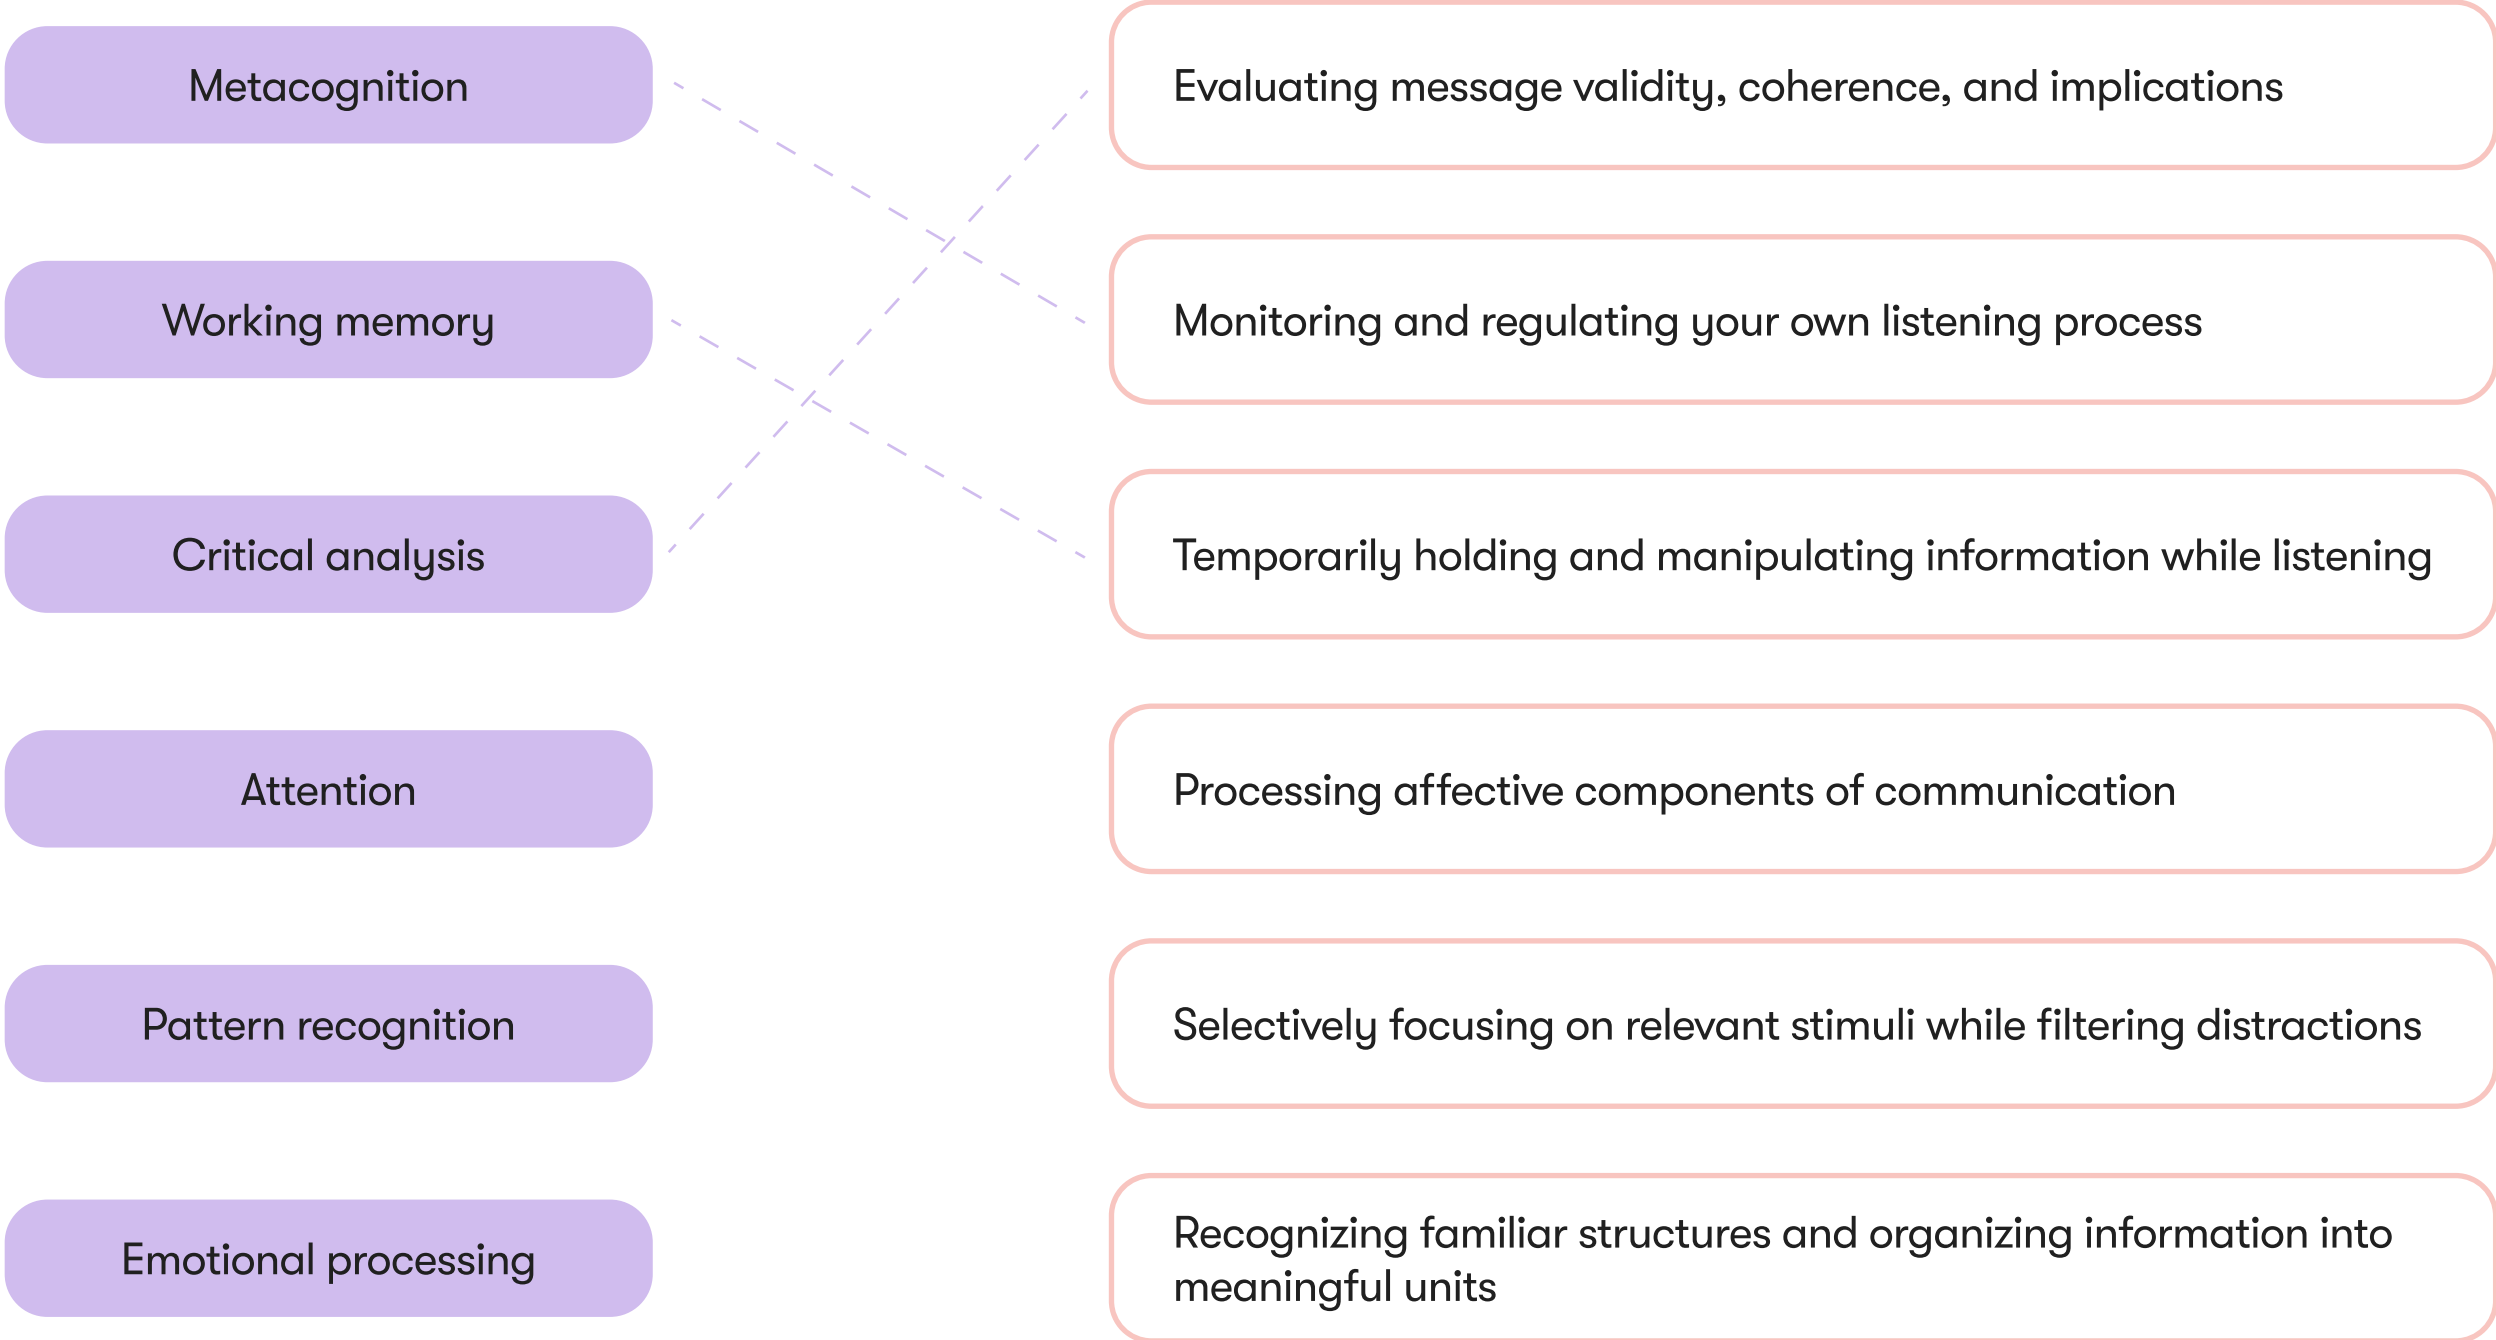 Metacognition
Evaluating message validity, coherence, and implications
Working memory
Monitoring and regulating your own listening process
Critical analysis
Temporarily holding and manipulating information while listening
Attention
Processing affective components of communication
Pattern recognition
Selectively focusing on relevant stimuli while filtering distractions
Emotional processing
Recognizing familiar structures and organizing information into
meaningful units